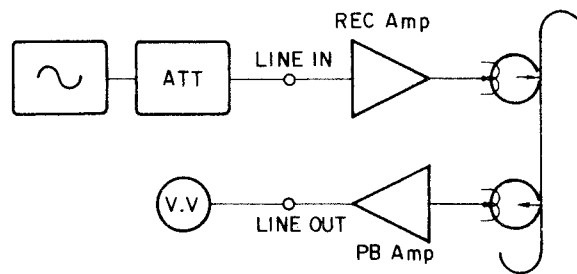 REC Amp
LINE IN
ATT
V.V
LINE OUT
PB Amp